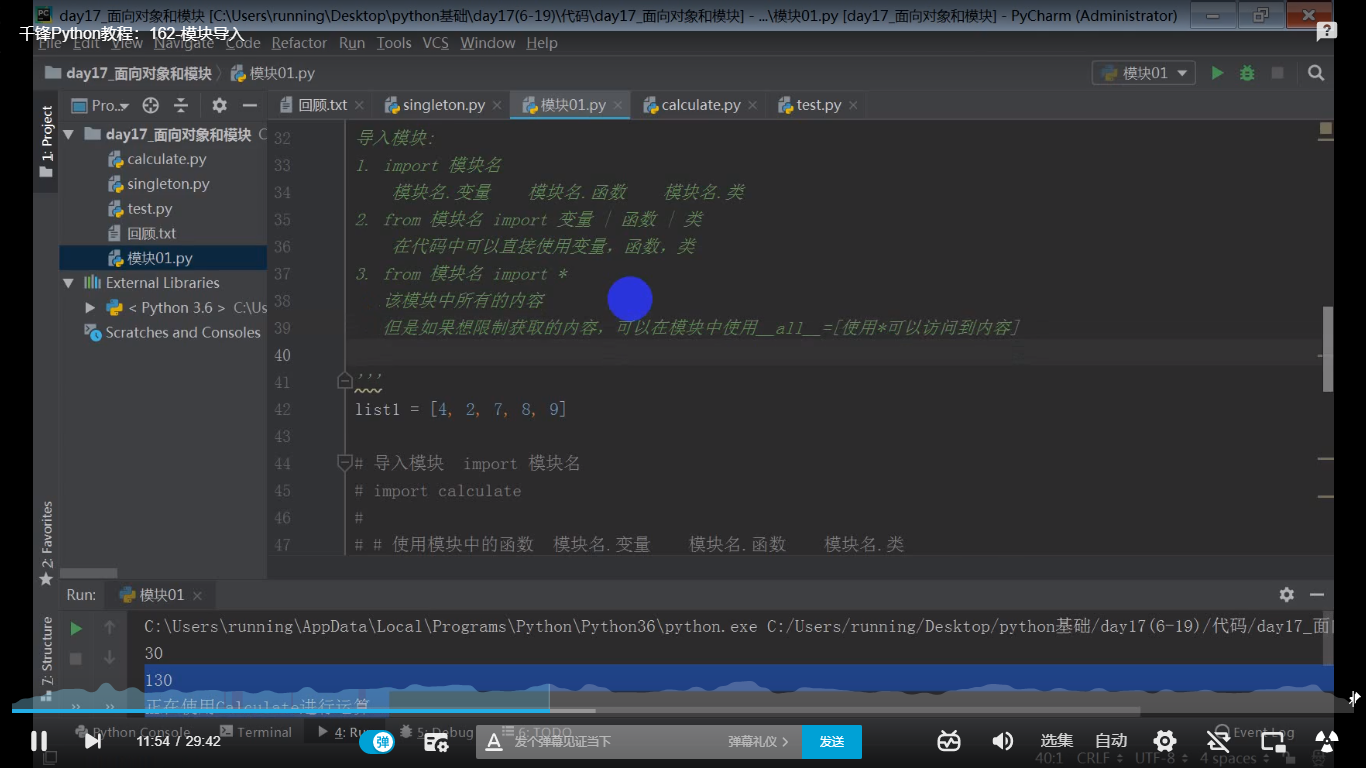 day17_面向对象和模块 [C:\Users\running\Desktop\python基础\day17(6-19)\代码\day17_面向对象和模块] - ...\模块01.py [day17_面向对象和模块] - PyCharm (Administrator)
千锋Python教程：162-模块导入
File Edit View Navigate Code Refactor Run Tools VCS Window Help
day17_面向对象和模块 模块01.py 模块01
Pro... 回顾.txt singleton.py 模块01.py calculate.py test.py
1: Project
day17_面向对象和模块 C
calculate.py
singleton.py
test.py
回顾.txt
模块01.py
External Libraries
< Python 3.6 > C:\Us
Scratches and Consoles
32 导入模块:
33 1. import 模块名
34 模块名.变量 模块名.函数 模块名.类
35 2. from 模块名 import 变量 | 函数 | 类
36 在代码中可以直接使用变量，函数，类
37 3. from 模块名 import *
38 该模块中所有的内容
39 但是如果想限制获取的内容，可以在模块中使用__all__=[使用*可以访问到内容]
40
41 '''
42 list1 = [4, 2, 7, 8, 9]
43
44 # 导入模块 import 模块名
45 # import calculate
46 #
47 # # 使用模块中的函数 模块名.变量 模块名.函数 模块名.类
2: Favorites
7: Structure
Run: 模块01
C:\Users\running\AppData\Local\Programs\Python\Python36\python.exe C:/Users/running/Desktop/python基础/day17(6-19)/代码/day17_面向
30
130
正在使用Calculate进行运算
Python Console Terminal 4: Ru 5: Debug 6: TODO Event Log
11:54 / 29:42 弹 发个弹幕见证当下 弹幕礼仪 > 发送 选集 自动
40:1 CRLF UTF-8 4 spaces